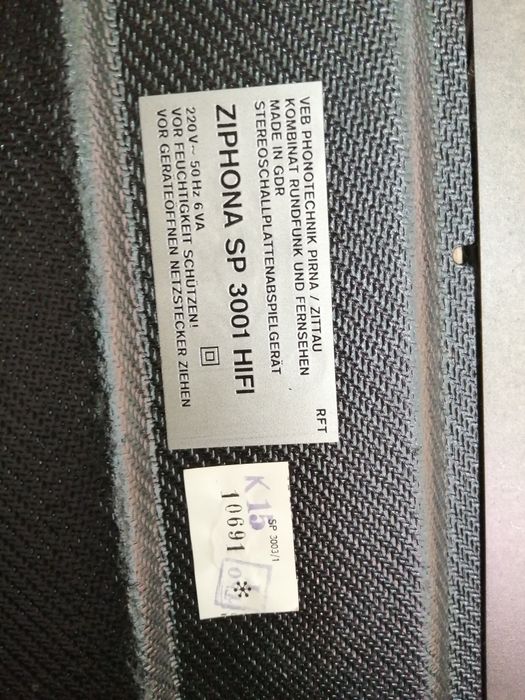 VEB PHONOTECHNIK PIRNA / ZITTAU
KOMBINAT RUNDFUNK UND FERNSEHEN
MADE IN GDR
STEREOSCHALLPLATTENABSPIELGERÄT
RFT
ZIPHONA SP 3001 HIFI
220 V~ 50 Hz 6 VA
VOR FEUCHTIGKEIT SCHÜTZEN!
VOR GERÄTEÖFFNEN NETZSTECKER ZIEHEN
SP 3003/1
K 15
10691 *